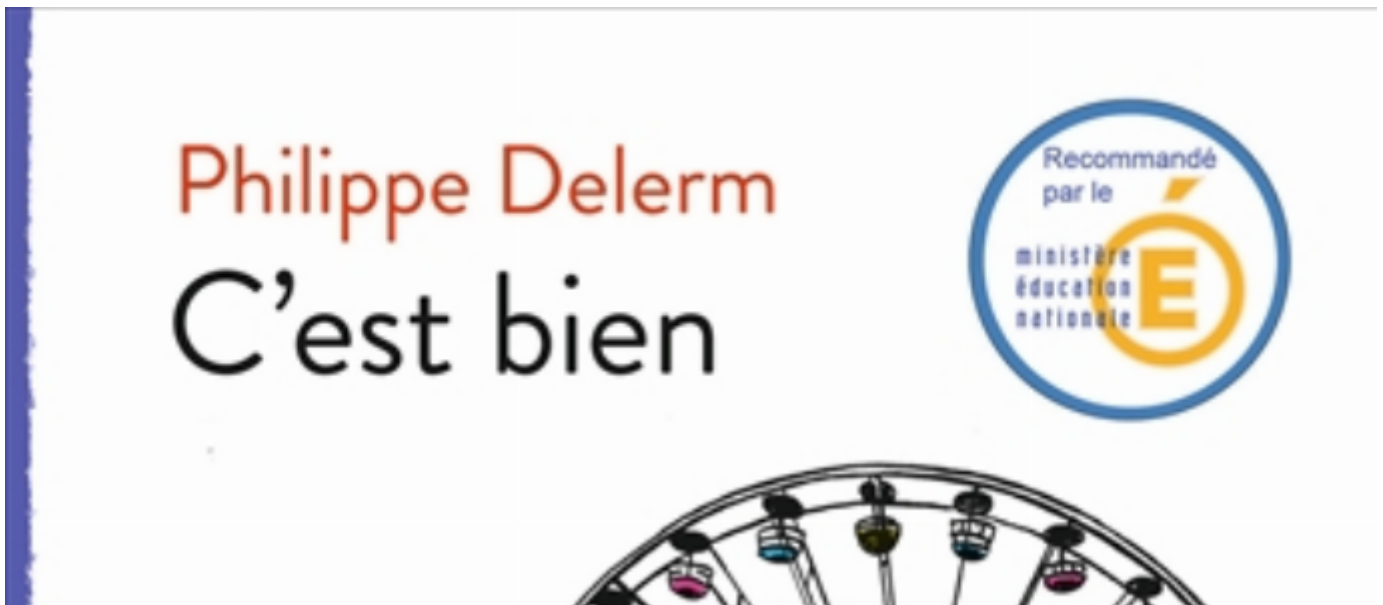 Philippe Delerm
C'est bien
Recommandé
par le
ministère
éducation
nationale
É